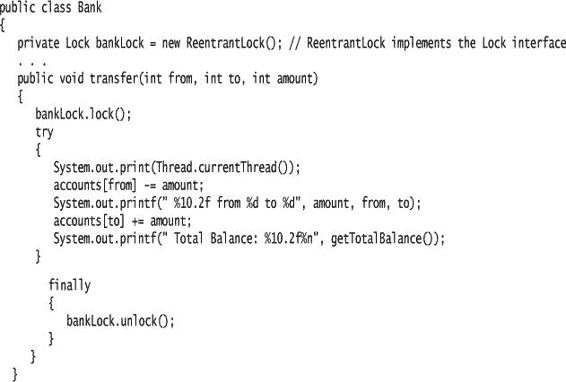 public class Bank
{
private Lock bankLock = new ReentrantLock(); // ReentrantLock implements the Lock interface
. . .
public void transfer(int from, int to, int amount)
{
bankLock.lock();
try
{
System.out.print(Thread.currentThread());
accounts[from] -= amount;
System.out.printf(" %10.2f from %d to %d", amount, from, to);
accounts[to] += amount;
System.out.printf(" Total Balance: %10.2f%n", getTotalBalance());
}
finally
{
bankLock.unlock();
}
}
}